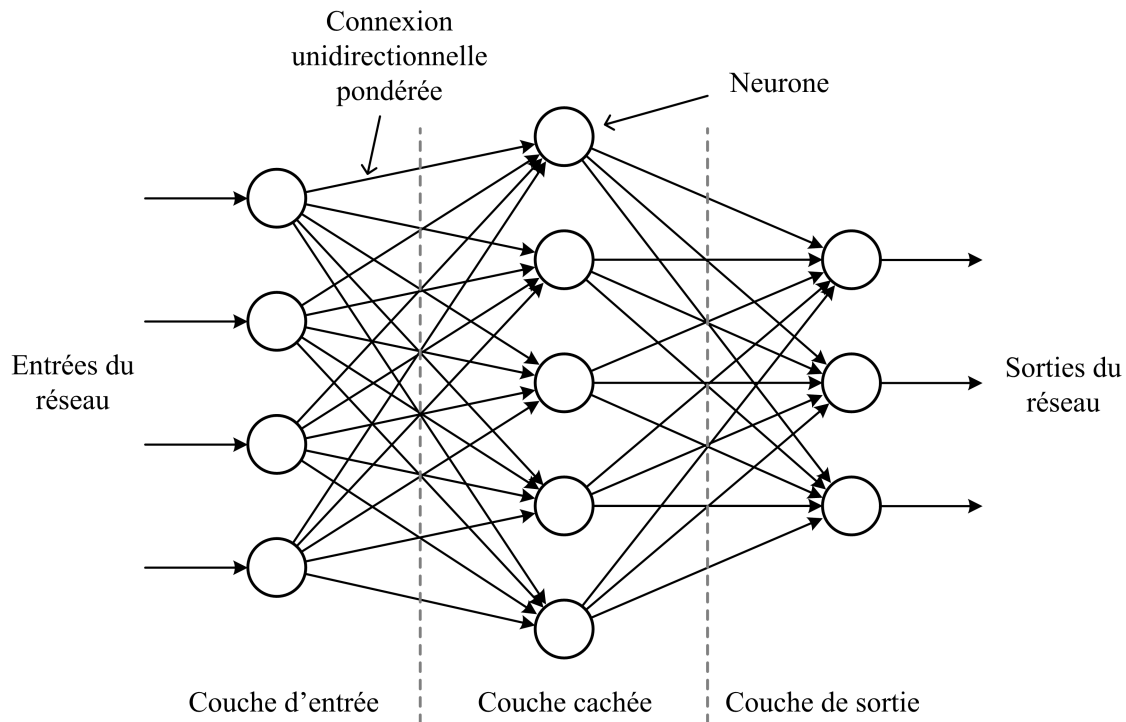 Connexion
unidirectionnelle
pondérée
Neurone
Entrées du
réseau
Sorties du
réseau
Couche d’entrée
Couche cachée
Couche de sortie